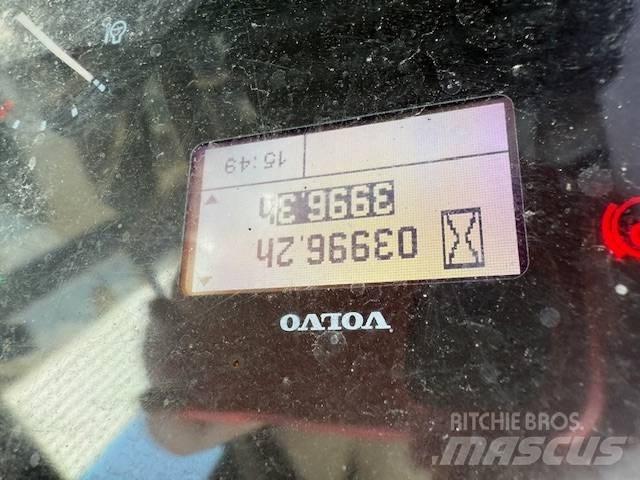 VOLVO
03996.2h
3996.3h
15:49
RITCHIE BROS.
MASCUS